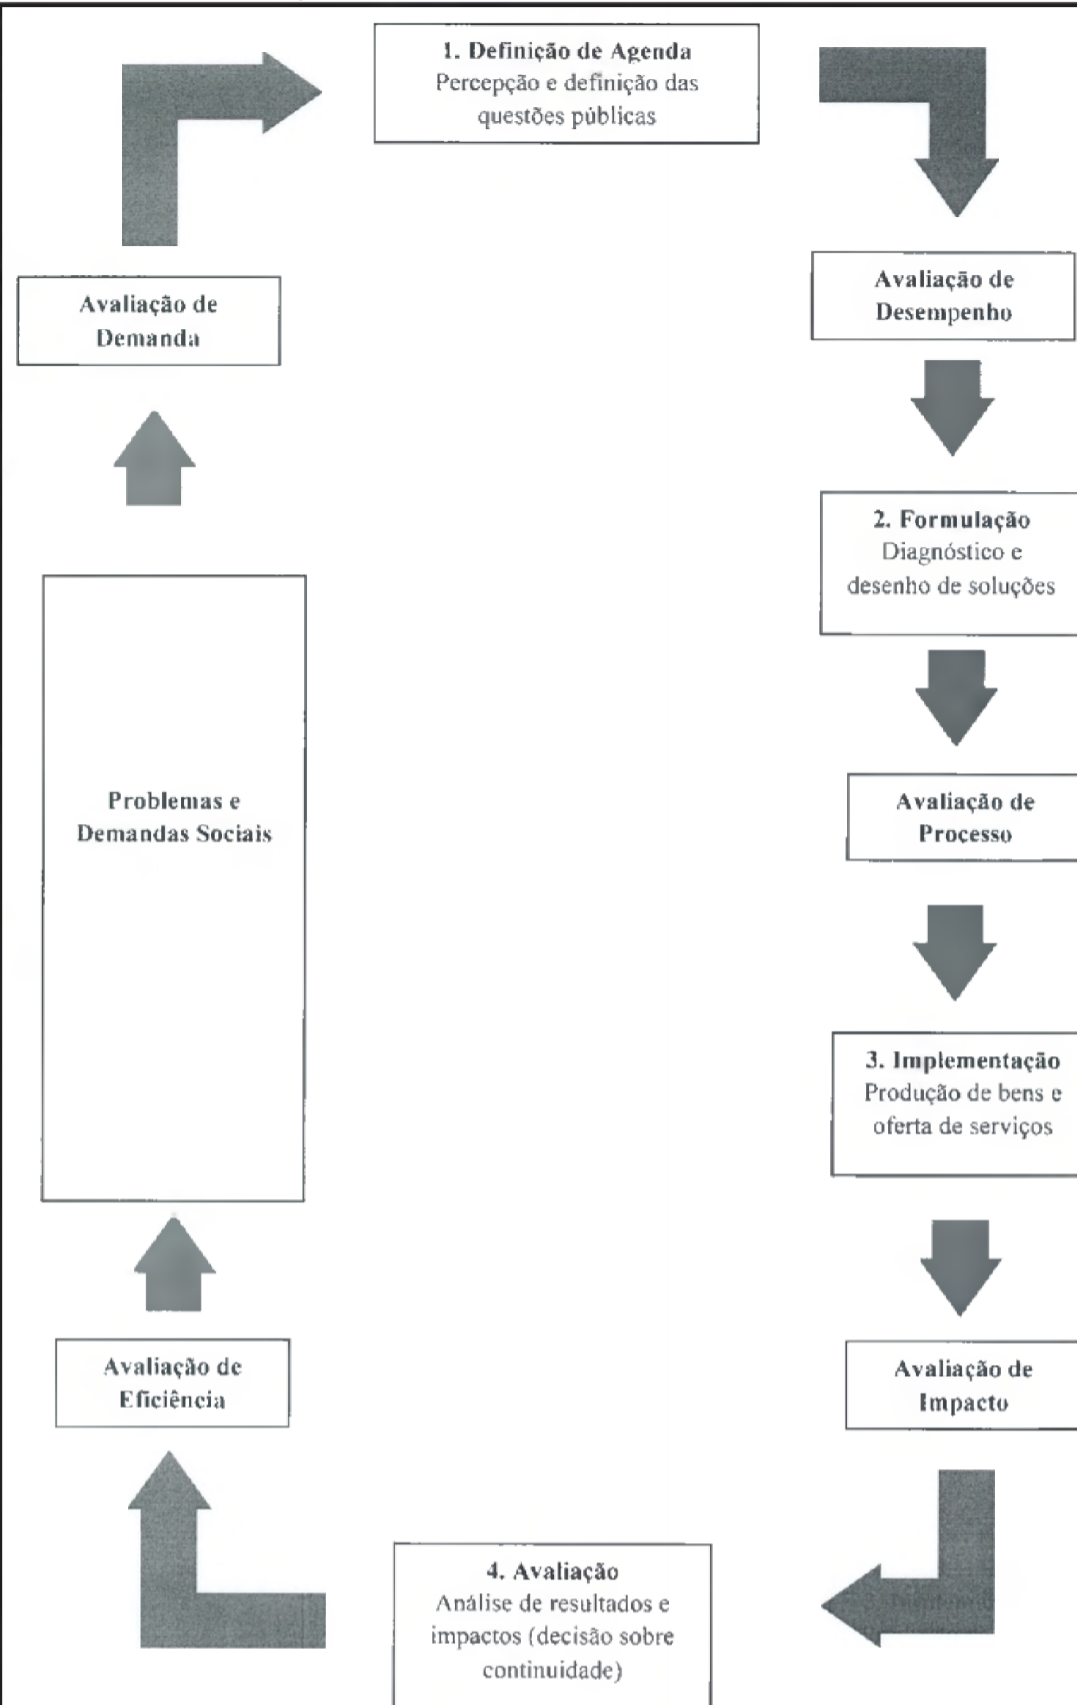 1. Definição de Agenda
Percepção e definição das
questões públicas
Avaliação de
Demanda
Avaliação de
Desempenho
2. Formulação
Diagnóstico e
desenho de soluções
Problemas e
Demandas Sociais
Avaliação de
Processo
3. Implementação
Produção de bens e
oferta de serviços
Avaliação de
Eficiência
Avaliação de
Impacto
4. Avaliação
Análise de resultados e
impactos (decisão sobre
continuidade)